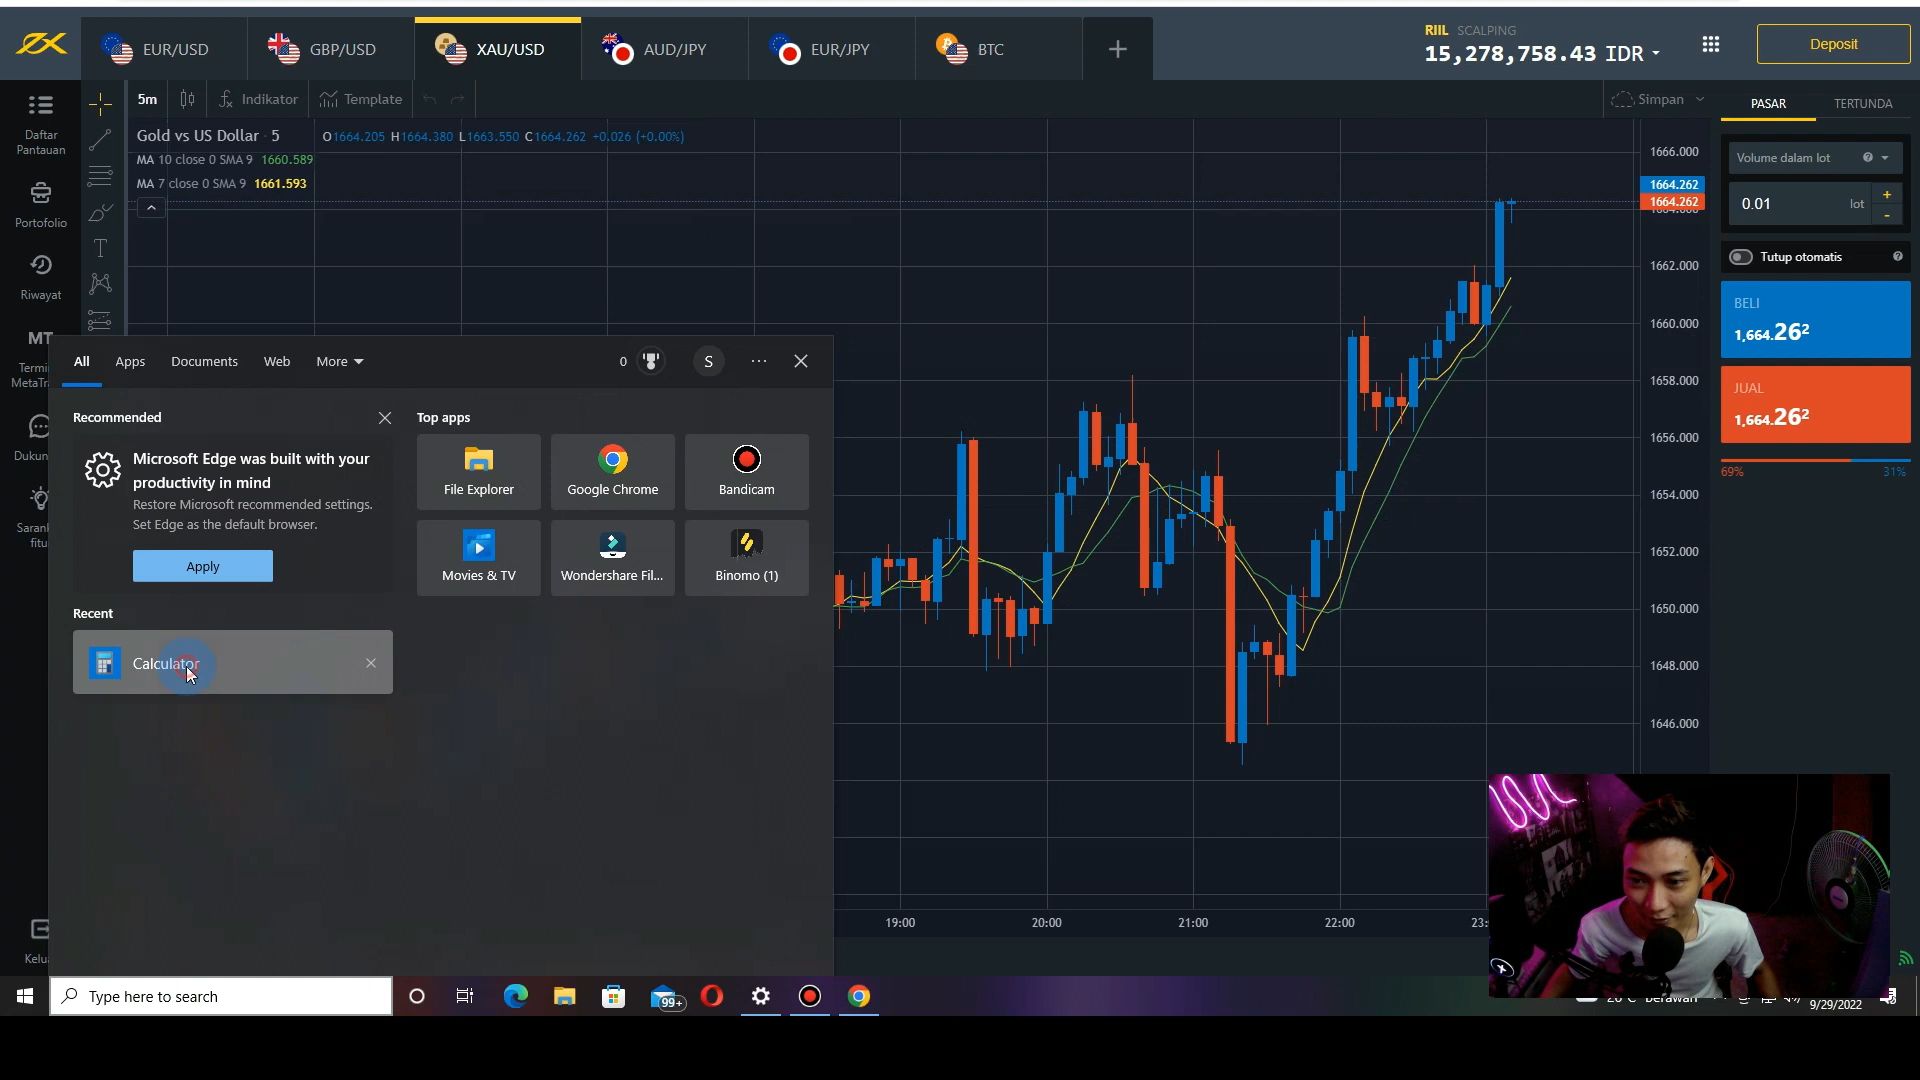 EUR/USD
GBP/USD
XAU/USD
AUD/JPY
EUR/JPY
BTC
RIIL SCALPING
15,278,758.43 IDR
Deposit
Daftar Pantauan
Portofolio
Riwayat
MT
5m
Indikator
Template
Simpan
Gold vs US Dollar · 5
O1664.205 H1664.380 L1663.550 C1664.262 +0.026 (+0.00%)
MA 10 close 0 SMA 9 1660.589
MA 7 close 0 SMA 9 1661.593
1666.000
1664.262
1664.262
1662.000
1660.000
1658.000
1656.000
1654.000
1652.000
1650.000
1648.000
1646.000
PASAR
TERTUNDA
Volume dalam lot
0.01 lot
+
-
Tutup otomatis
BELI
1,664.26²
JUAL
1,664.26²
69%
31%
All
Apps
Documents
Web
More
0
S
Recommended
Microsoft Edge was built with your
productivity in mind
Restore Microsoft recommended settings.
Set Edge as the default browser.
Apply
Recent
Calculator
Top apps
File Explorer
Google Chrome
Bandicam
Movies & TV
Wondershare Fil...
Binomo (1)
19:00
20:00
21:00
22:00
Type here to search
99+
9/29/2022